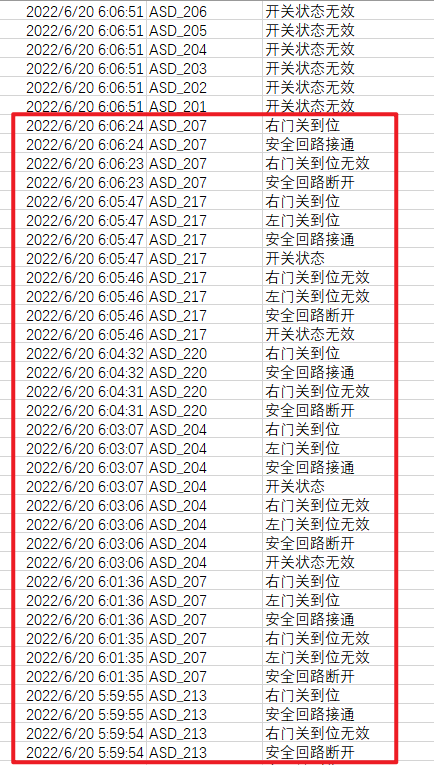 2022/6/20 6:06:51 ASD_206 开关状态无效
2022/6/20 6:06:51 ASD_205 开关状态无效
2022/6/20 6:06:51 ASD_204 开关状态无效
2022/6/20 6:06:51 ASD_203 开关状态无效
2022/6/20 6:06:51 ASD_202 开关状态无效
2022/6/20 6:06:51 ASD_201 开关状态无效
2022/6/20 6:06:24 ASD_207 右门关到位
2022/6/20 6:06:24 ASD_207 安全回路接通
2022/6/20 6:06:23 ASD_207 右门关到位无效
2022/6/20 6:06:23 ASD_207 安全回路断开
2022/6/20 6:05:47 ASD_217 右门关到位
2022/6/20 6:05:47 ASD_217 左门关到位
2022/6/20 6:05:47 ASD_217 安全回路接通
2022/6/20 6:05:47 ASD_217 开关状态
2022/6/20 6:05:46 ASD_217 右门关到位无效
2022/6/20 6:05:46 ASD_217 左门关到位无效
2022/6/20 6:05:46 ASD_217 安全回路断开
2022/6/20 6:05:46 ASD_217 开关状态无效
2022/6/20 6:04:32 ASD_220 右门关到位
2022/6/20 6:04:32 ASD_220 安全回路接通
2022/6/20 6:04:31 ASD_220 右门关到位无效
2022/6/20 6:04:31 ASD_220 安全回路断开
2022/6/20 6:03:07 ASD_204 右门关到位
2022/6/20 6:03:07 ASD_204 左门关到位
2022/6/20 6:03:07 ASD_204 安全回路接通
2022/6/20 6:03:07 ASD_204 开关状态
2022/6/20 6:03:06 ASD_204 右门关到位无效
2022/6/20 6:03:06 ASD_204 左门关到位无效
2022/6/20 6:03:06 ASD_204 安全回路断开
2022/6/20 6:03:06 ASD_204 开关状态无效
2022/6/20 6:01:36 ASD_207 右门关到位
2022/6/20 6:01:36 ASD_207 左门关到位
2022/6/20 6:01:36 ASD_207 安全回路接通
2022/6/20 6:01:35 ASD_207 右门关到位无效
2022/6/20 6:01:35 ASD_207 左门关到位无效
2022/6/20 6:01:35 ASD_207 安全回路断开
2022/6/20 5:59:55 ASD_213 右门关到位
2022/6/20 5:59:55 ASD_213 安全回路接通
2022/6/20 5:59:54 ASD_213 右门关到位无效
2022/6/20 5:59:54 ASD_213 安全回路断开